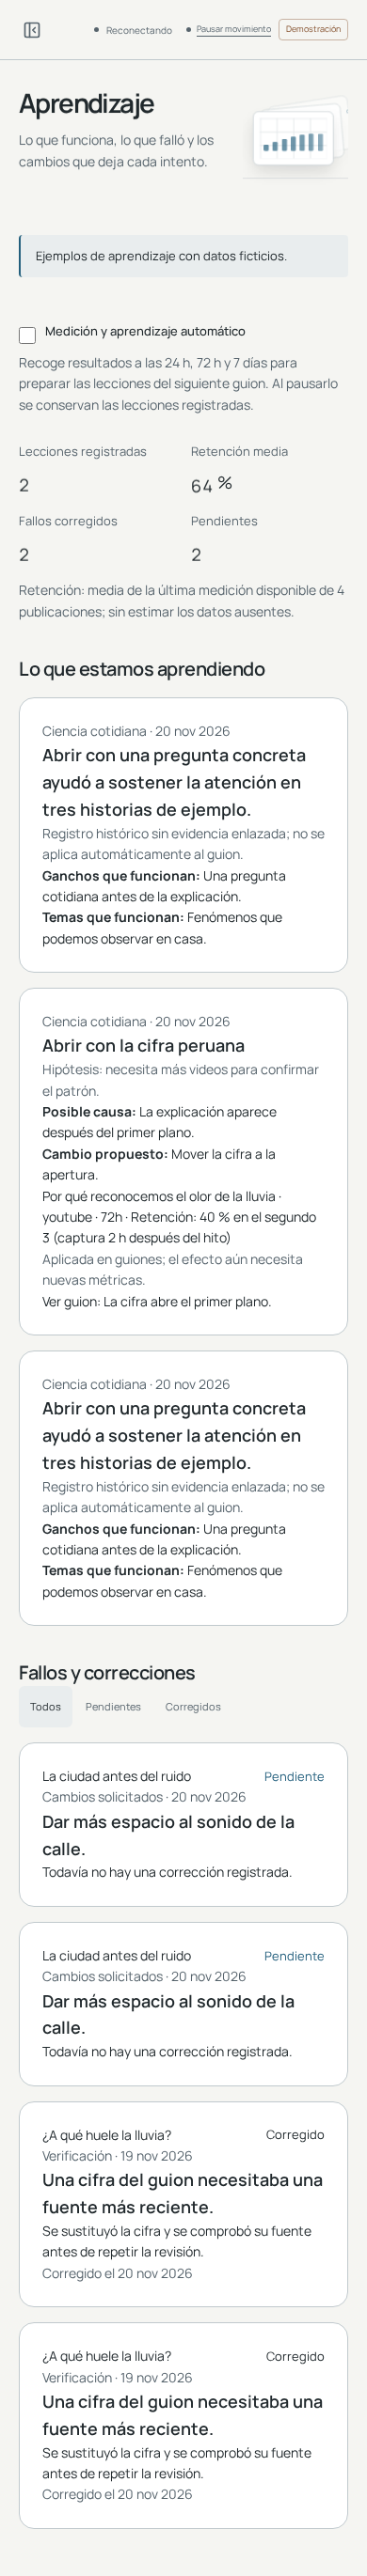 Reconectando
Pausar movimiento
Demostración
Aprendizaje
Lo que funciona, lo que falló y los
cambios que deja cada intento.
Ejemplos de aprendizaje con datos ficticios.
Medición y aprendizaje automático
Recoge resultados a las 24 h, 72 h y 7 días para
preparar las lecciones del siguiente guion. Al pausarlo
se conservan las lecciones registradas.
Lecciones registradas
2
Retención media
64 %
Fallos corregidos
2
Pendientes
2
Retención: media de la última medición disponible de 4
publicaciones; sin estimar los datos ausentes.
Lo que estamos aprendiendo
Ciencia cotidiana · 20 nov 2026
Abrir con una pregunta concreta
ayudó a sostener la atención en
tres historias de ejemplo.
Registro histórico sin evidencia enlazada; no se
aplica automáticamente al guion.
Ganchos que funcionan: Una pregunta
cotidiana antes de la explicación.
Temas que funcionan: Fenómenos que
podemos observar en casa.
Ciencia cotidiana · 20 nov 2026
Abrir con la cifra peruana
Hipótesis: necesita más videos para confirmar
el patrón.
Posible causa: La explicación aparece
después del primer plano.
Cambio propuesto: Mover la cifra a la
apertura.
Por qué reconocemos el olor de la lluvia ·
youtube · 72h · Retención: 40 % en el segundo
3 (captura 2 h después del hito)
Aplicada en guiones; el efecto aún necesita
nuevas métricas.
Ver guion: La cifra abre el primer plano.
Ciencia cotidiana · 20 nov 2026
Abrir con una pregunta concreta
ayudó a sostener la atención en
tres historias de ejemplo.
Registro histórico sin evidencia enlazada; no se
aplica automáticamente al guion.
Ganchos que funcionan: Una pregunta
cotidiana antes de la explicación.
Temas que funcionan: Fenómenos que
podemos observar en casa.
Fallos y correcciones
Todos
Pendientes
Corregidos
La ciudad antes del ruido
Pendiente
Cambios solicitados · 20 nov 2026
Dar más espacio al sonido de la
calle.
Todavía no hay una corrección registrada.
La ciudad antes del ruido
Pendiente
Cambios solicitados · 20 nov 2026
Dar más espacio al sonido de la
calle.
Todavía no hay una corrección registrada.
¿A qué huele la lluvia?
Corregido
Verificación · 19 nov 2026
Una cifra del guion necesitaba una
fuente más reciente.
Se sustituyó la cifra y se comprobó su fuente
antes de repetir la revisión.
Corregido el 20 nov 2026
¿A qué huele la lluvia?
Corregido
Verificación · 19 nov 2026
Una cifra del guion necesitaba una
fuente más reciente.
Se sustituyó la cifra y se comprobó su fuente
antes de repetir la revisión.
Corregido el 20 nov 2026